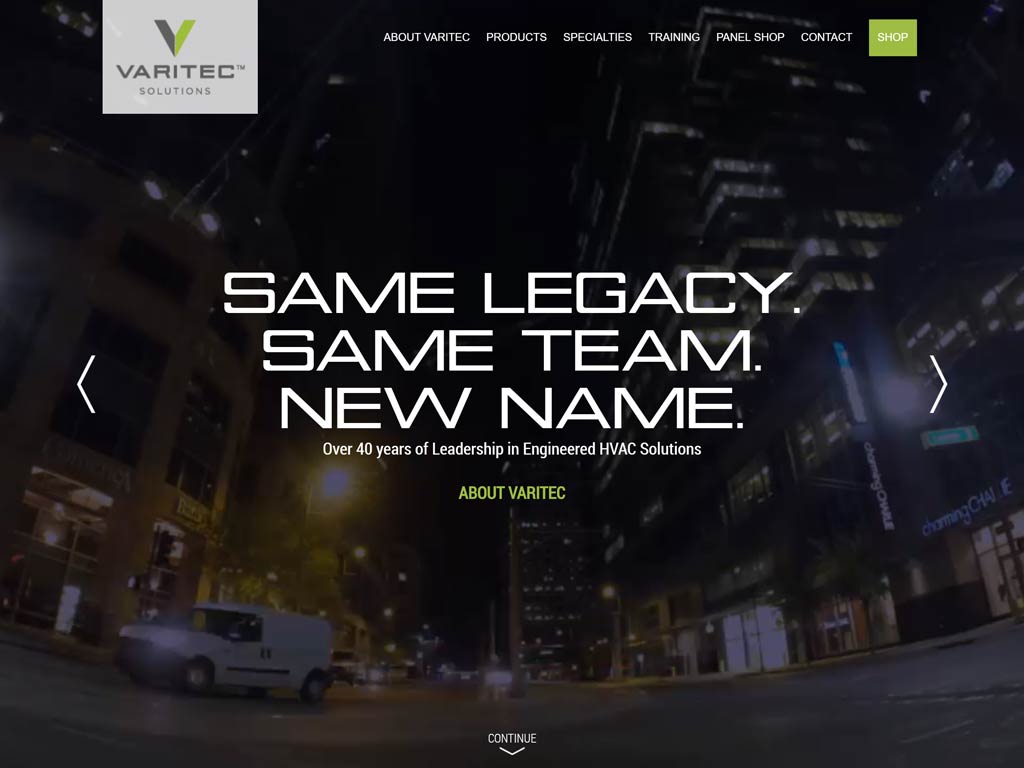 VARITEC™
SOLUTIONS
ABOUT VARITEC PRODUCTS SPECIALTIES TRAINING PANEL SHOP CONTACT SHOP
SAME LEGACY.
SAME TEAM.
NEW NAME.
Over 40 years of Leadership in Engineered HVAC Solutions
ABOUT VARITEC
charming CHARLIE
CONTINUE